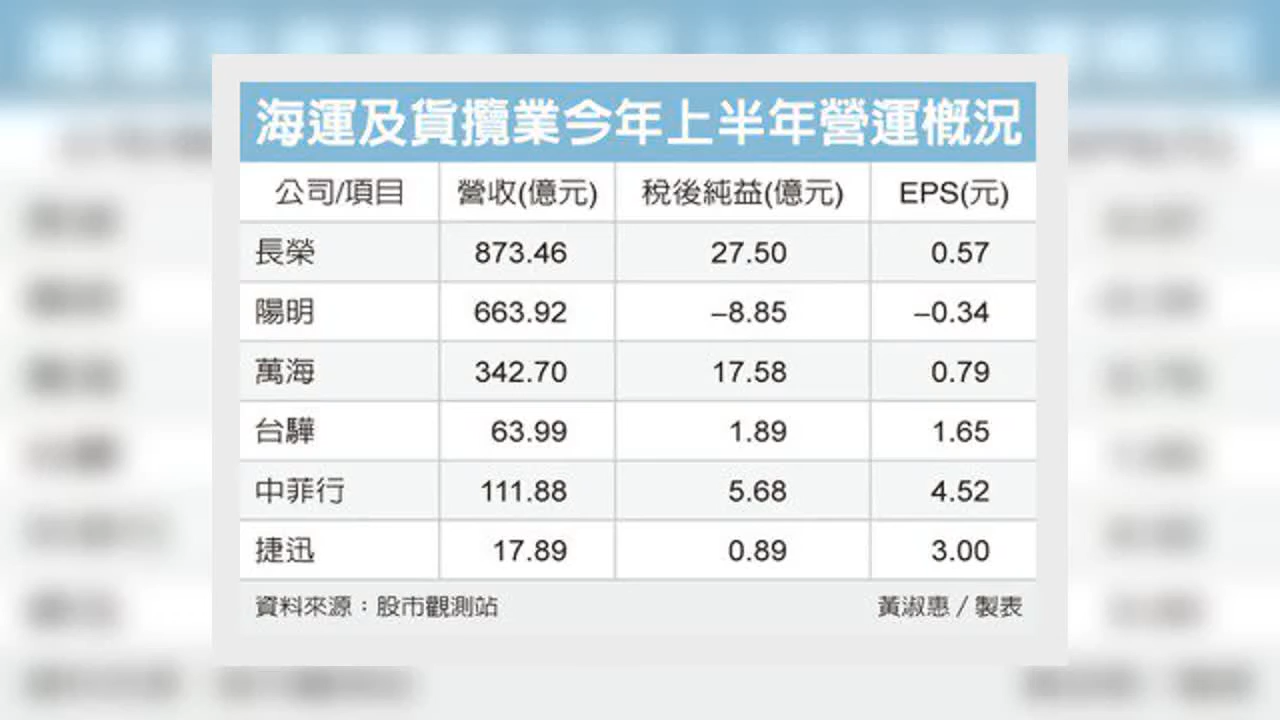 海運及貨攬業今年上半年營運概況
公司/項目 營收(億元) 稅後純益(億元) EPS(元)
長榮 873.46 27.50 0.57
陽明 663.92 –8.85 –0.34
萬海 342.70 17.58 0.79
台驊 63.99 1.89 1.65
中菲行 111.88 5.68 4.52
捷迅 17.89 0.89 3.00
資料來源：股市觀測站 黃淑惠／製表